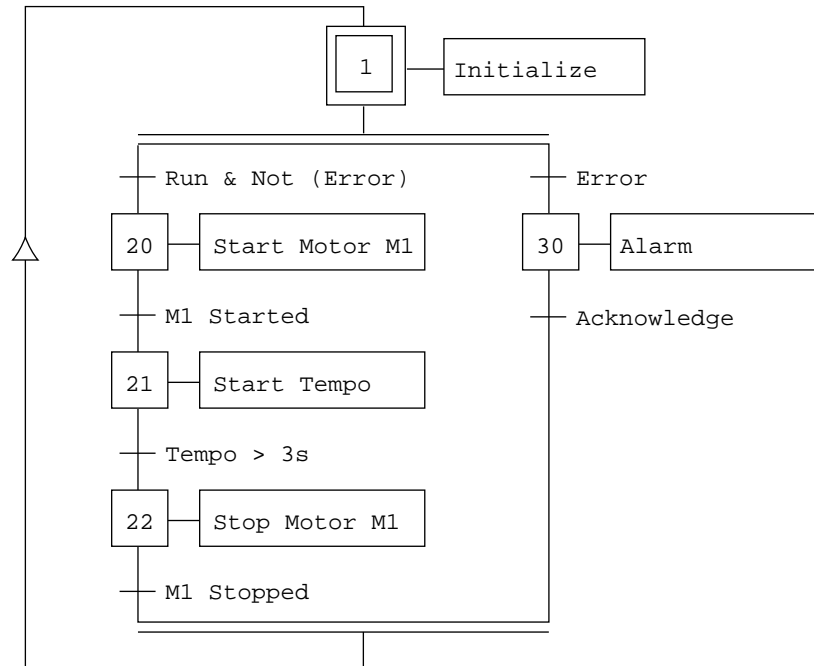 1 Initialize
Run & Not (Error) Error
20 Start Motor M1 30 Alarm
M1 Started Acknowledge
21 Start Tempo
Tempo > 3s
22 Stop Motor M1
M1 Stopped